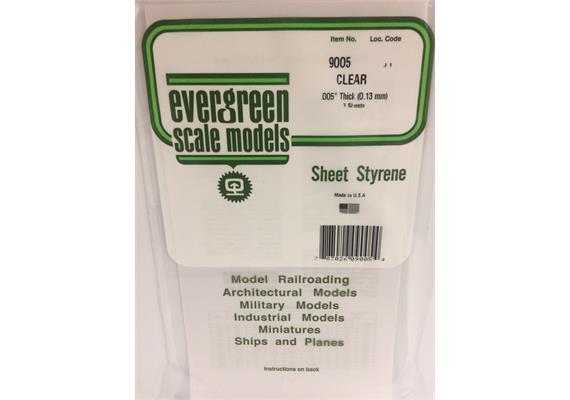 Item No. Loc. Code
9005
CLEAR
.005" Thick (0.13 mm)
Sheets
evergreen
scale models
Sheet Styrene
Made in U.S.A
Model Railroading
Architectural Models
Military Models
Industrial Models
Miniatures
Ships and Planes
Instructions on back